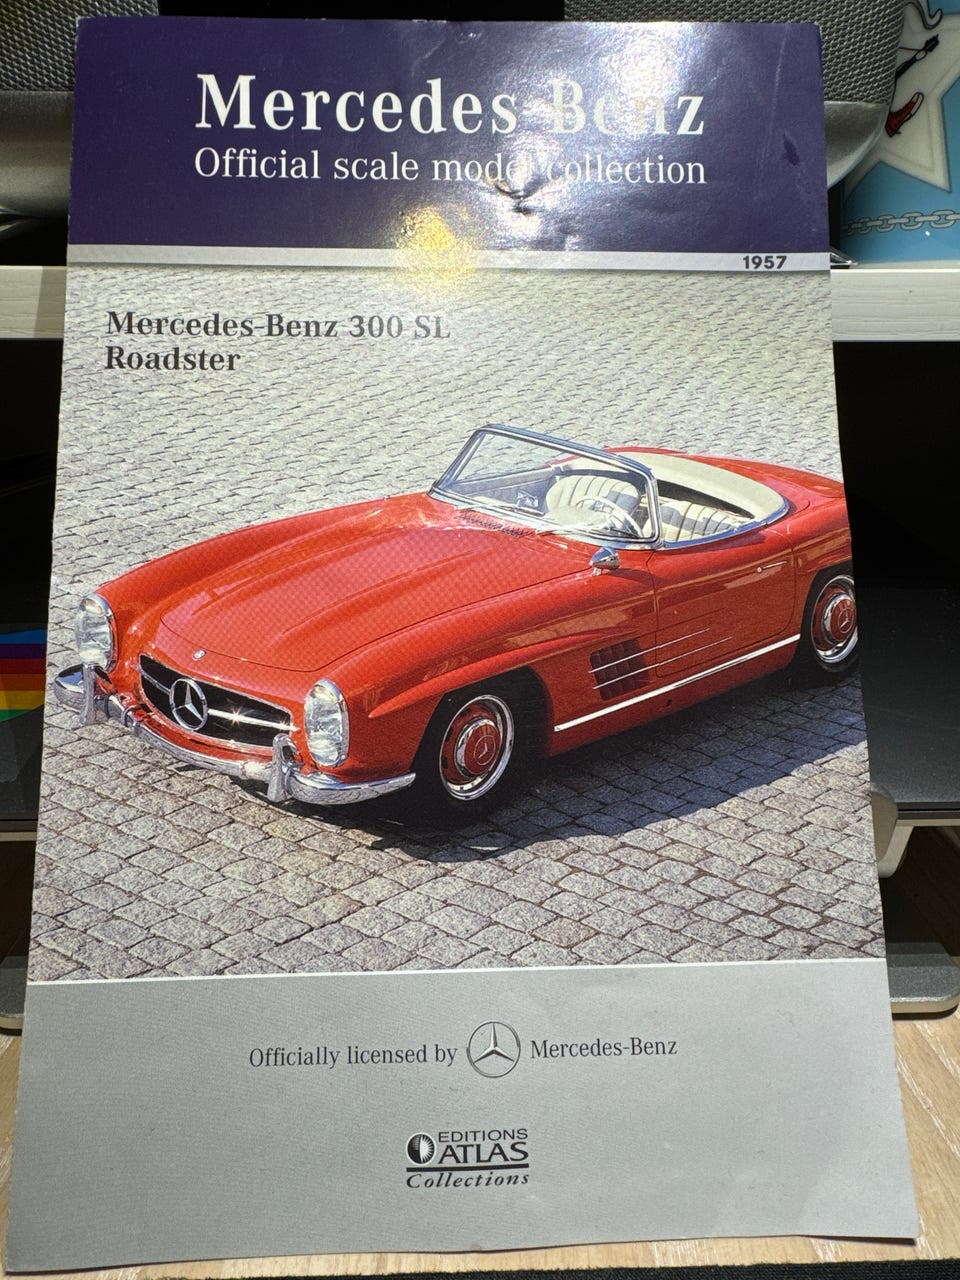 Mercedes-Benz
Official scale model collection
1957
Mercedes-Benz 300 SL
Roadster
Officially licensed by Mercedes-Benz
EDITIONS
ATLAS
Collections